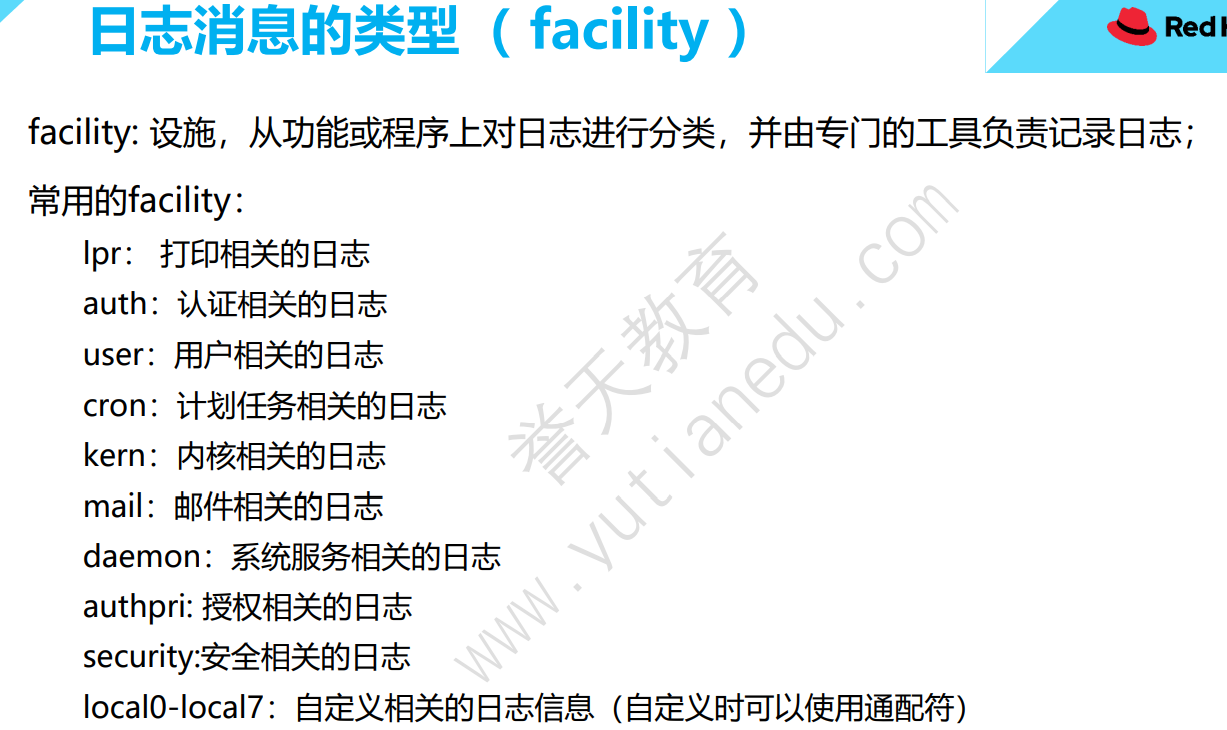 日志消息的类型（facility）
Red H
facility: 设施，从功能或程序上对日志进行分类，并由专门的工具负责记录日志；
常用的facility：
lpr： 打印相关的日志
auth：认证相关的日志
user：用户相关的日志
cron：计划任务相关的日志
kern：内核相关的日志
mail：邮件相关的日志
daemon：系统服务相关的日志
authpri: 授权相关的日志
security:安全相关的日志
local0-local7：自定义相关的日志信息（自定义时可以使用通配符）
誉天教育
www.yutianedu.com